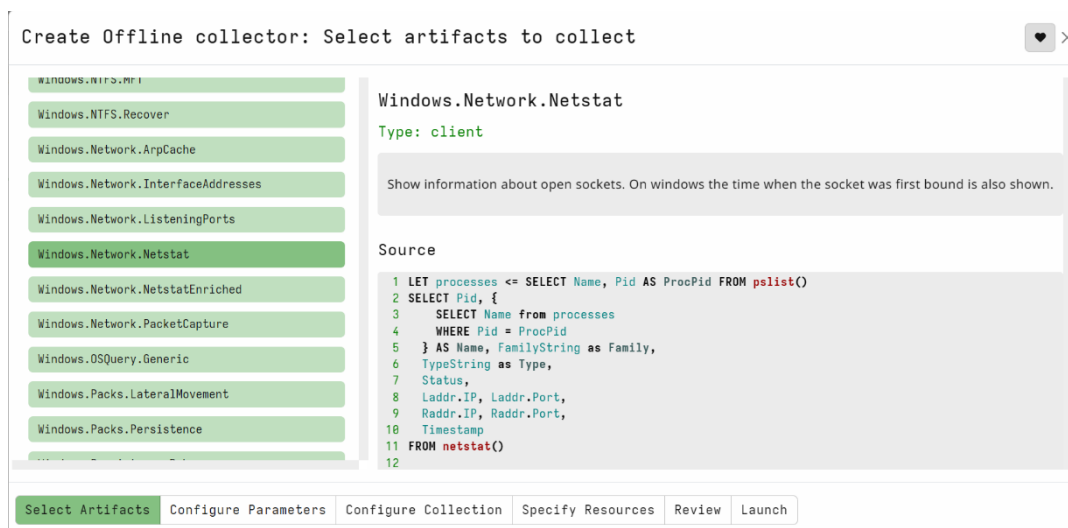 Create Offline collector: Select artifacts to collect
Windows.NTFS.MFT
Windows.NTFS.Recover
Windows.Network.ArpCache
Windows.Network.InterfaceAddresses
Windows.Network.ListeningPorts
Windows.Network.Netstat
Windows.Network.NetstatEnriched
Windows.Network.PacketCapture
Windows.OSQuery.Generic
Windows.Packs.LateralMovement
Windows.Packs.Persistence
Windows.Network.Netstat
Type: client
Show information about open sockets. On windows the time when the socket was first bound is also shown.
Source
1 LET processes <= SELECT Name, Pid AS ProcPid FROM pslist()
2 SELECT Pid, {
3 SELECT Name from processes
4 WHERE Pid = ProcPid
5 } AS Name, FamilyString as Family,
6 TypeString as Type,
7 Status,
8 Laddr.IP, Laddr.Port,
9 Raddr.IP, Raddr.Port,
10 Timestamp
11 FROM netstat()
12
Select Artifacts Configure Parameters Configure Collection Specify Resources Review Launch